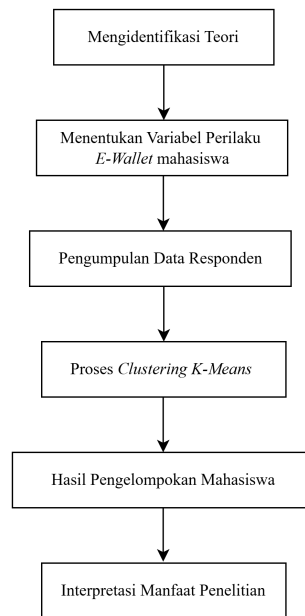 Mengidentifikasi Teori
Menentukan Variabel Perilaku
E-Wallet mahasiswa
Pengumpulan Data Responden
Proses Clustering K-Means
Hasil Pengelompokan Mahasiswa
Interpretasi Manfaat Penelitian